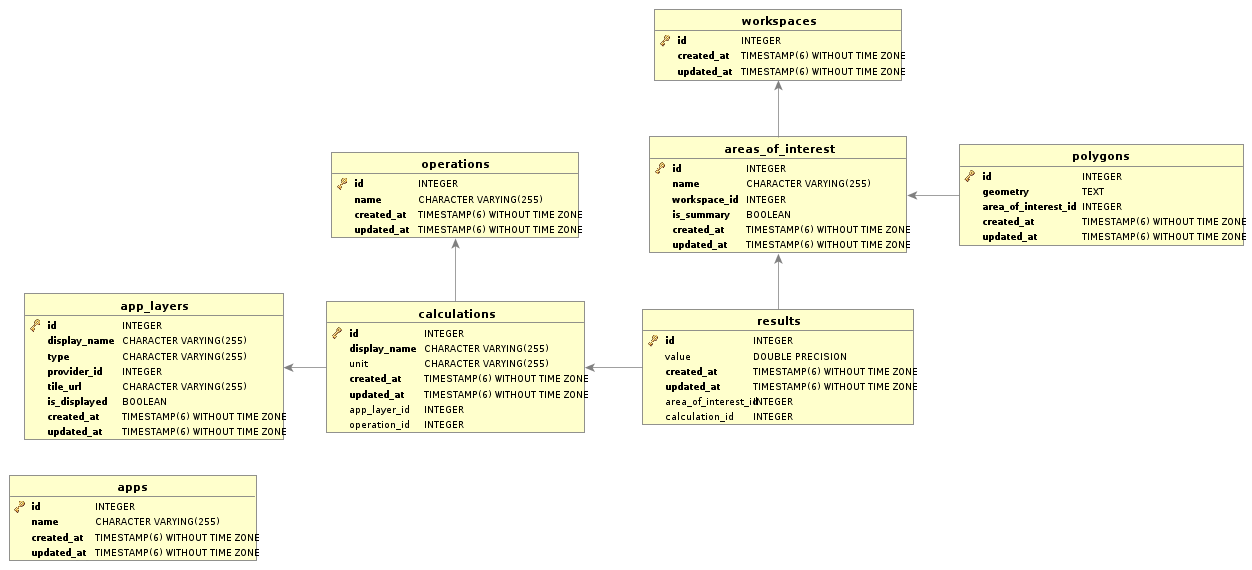 workspaces
id INTEGER
created_at TIMESTAMP(6) WITHOUT TIME ZONE
updated_at TIMESTAMP(6) WITHOUT TIME ZONE
areas_of_interest
id INTEGER
name CHARACTER VARYING(255)
workspace_id INTEGER
is_summary BOOLEAN
created_at TIMESTAMP(6) WITHOUT TIME ZONE
updated_at TIMESTAMP(6) WITHOUT TIME ZONE
polygons
id INTEGER
geometry TEXT
area_of_interest_id INTEGER
created_at TIMESTAMP(6) WITHOUT TIME ZONE
updated_at TIMESTAMP(6) WITHOUT TIME ZONE
operations
id INTEGER
name CHARACTER VARYING(255)
created_at TIMESTAMP(6) WITHOUT TIME ZONE
updated_at TIMESTAMP(6) WITHOUT TIME ZONE
app_layers
id INTEGER
display_name CHARACTER VARYING(255)
type CHARACTER VARYING(255)
provider_id INTEGER
tile_url CHARACTER VARYING(255)
is_displayed BOOLEAN
created_at TIMESTAMP(6) WITHOUT TIME ZONE
updated_at TIMESTAMP(6) WITHOUT TIME ZONE
calculations
id INTEGER
display_name CHARACTER VARYING(255)
unit CHARACTER VARYING(255)
created_at TIMESTAMP(6) WITHOUT TIME ZONE
updated_at TIMESTAMP(6) WITHOUT TIME ZONE
app_layer_id INTEGER
operation_id INTEGER
results
id INTEGER
value DOUBLE PRECISION
created_at TIMESTAMP(6) WITHOUT TIME ZONE
updated_at TIMESTAMP(6) WITHOUT TIME ZONE
area_of_interest_id INTEGER
calculation_id INTEGER
apps
id INTEGER
name CHARACTER VARYING(255)
created_at TIMESTAMP(6) WITHOUT TIME ZONE
updated_at TIMESTAMP(6) WITHOUT TIME ZONE